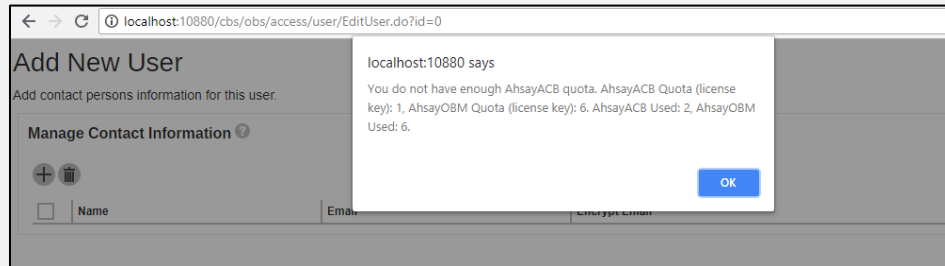 localhost:10880/cbs/obs/access/user/EditUser.do?id=0
Add New User
Add contact persons information for this user.
Manage Contact Information
localhost:10880 says
You do not have enough AhsayACB quota. AhsayACB Quota (license
key): 1, AhsayOBM Quota (license key): 6. AhsayACB Used: 2, AhsayOBM
Used: 6.
OK
Name Email Encrypt Email